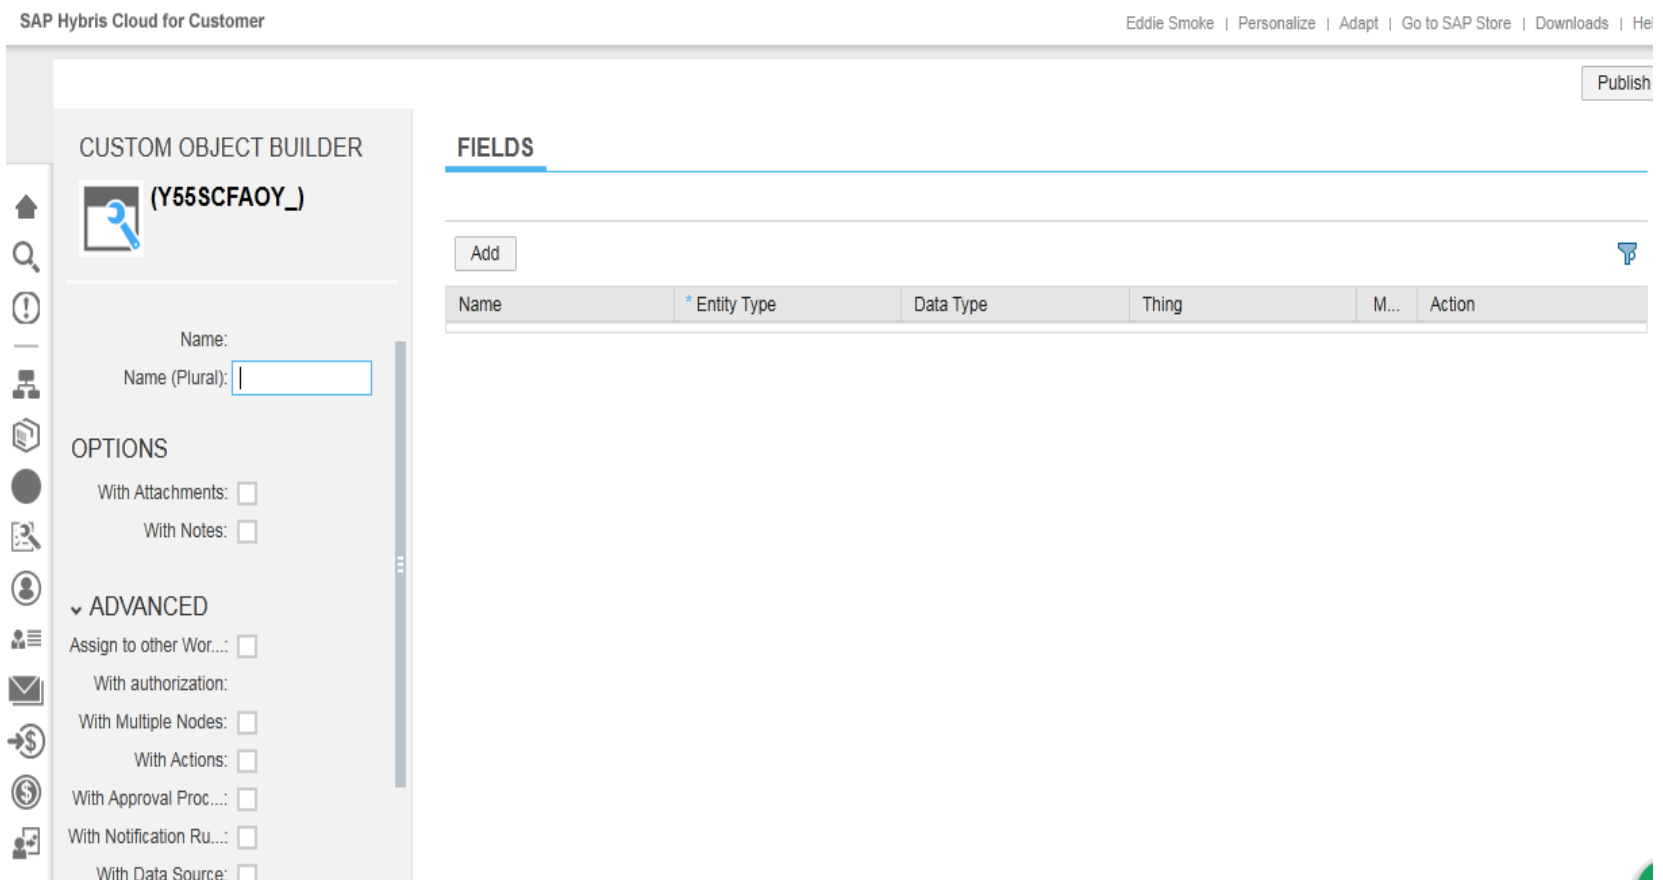 SAP Hybris Cloud for Customer
Eddie Smoke | Personalize | Adapt | Go to SAP Store | Downloads | Hel
Publish
CUSTOM OBJECT BUILDER
(Y55SCFAOY_)
Name:
Name (Plural):
OPTIONS
With Attachments:
With Notes:
ADVANCED
Assign to other Wor...:
With authorization:
With Multiple Nodes:
With Actions:
With Approval Proc...:
With Notification Ru...:
With Data Source:
FIELDS
Add
Name * Entity Type Data Type Thing M... Action